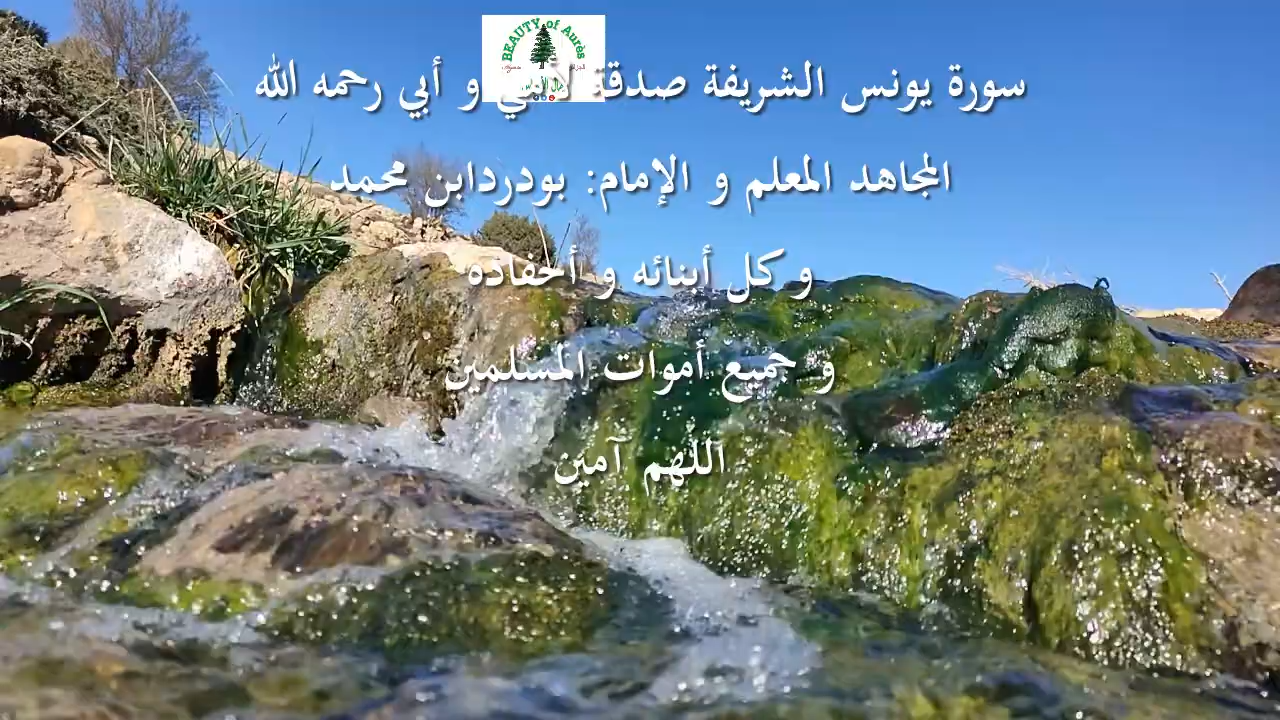 BEAUTY of Aurès
سورة يونس الشريفة صدقة لأمي و أبي رحمه الله
المجاهد المعلم و الإمام: بودردابن محمد
و كل أبنائه و أحفاده
و جميع أموات المسلمين
اللهم آمين